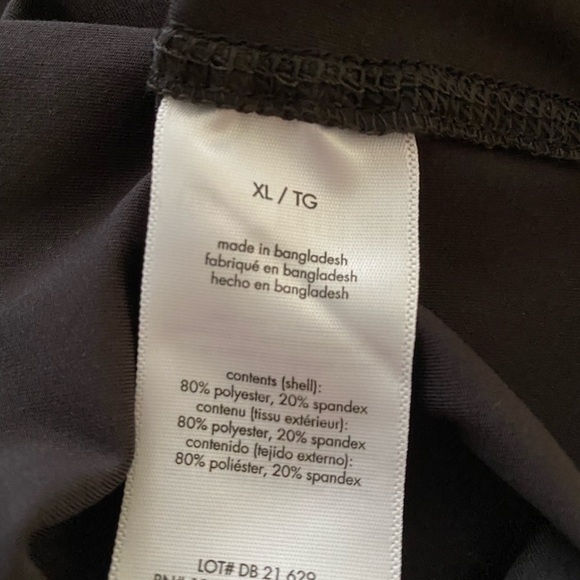 XL / TG
made in bangladesh
fabriqué en bangladesh
hecho en bangladesh
contents (shell):
80% polyester, 20% spandex
contenu (tissu extérieur):
80% polyester, 20% spandex
contenido (tejido externo):
80% poliéster, 20% spandex
LOT# DB 21 629